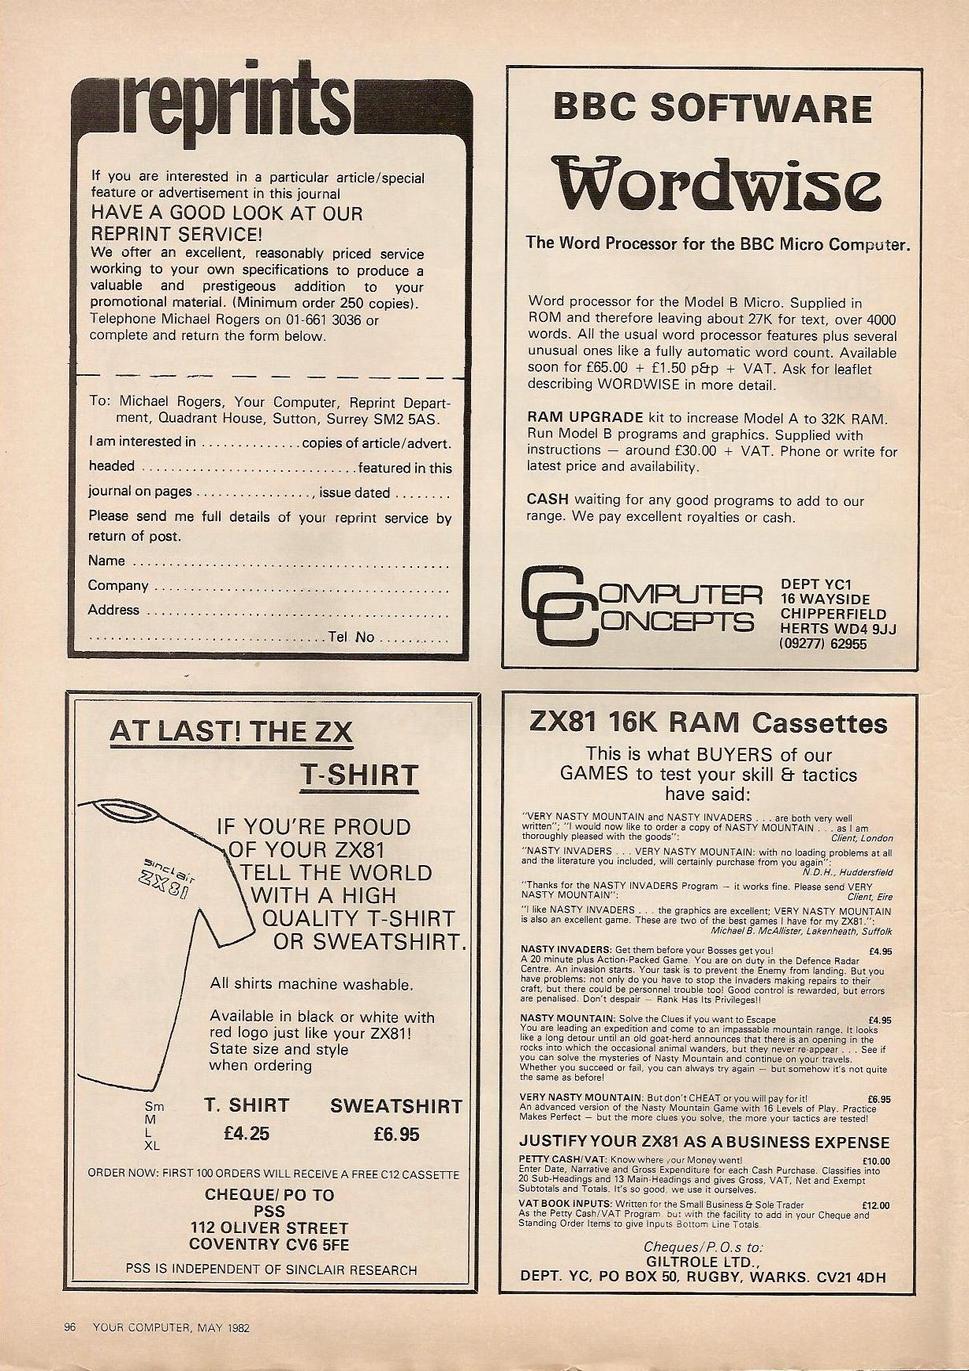 reprints
If you are interested in a particular article/special
feature or advertisement in this journal
HAVE A GOOD LOOK AT OUR
REPRINT SERVICE!
We offer an excellent, reasonably priced service
working to your own specifications to produce a
valuable and prestigeous addition to your
promotional material. (Minimum order 250 copies).
Telephone Michael Rogers on 01-661 3036 or
complete and return the form below.
To: Michael Rogers, Your Computer, Reprint Depart-
ment, Quadrant House, Sutton, Surrey SM2 5AS.
I am interested in . . . . . . . . . . . . . copies of article/advert.
headed . . . . . . . . . . . . . . . . . . . . . . . . . . . . featured in this
journal on pages . . . . . . . . . . . . . . . , issue dated . . . . . . . .
Please send me full details of your reprint service by
return of post.
Name . . . . . . . . . . . . . . . . . . . . . . . . . . . . . . . . . . . . . . . . .
Company . . . . . . . . . . . . . . . . . . . . . . . . . . . . . . . . . . . . . .
Address . . . . . . . . . . . . . . . . . . . . . . . . . . . . . . . . . . . . . . .
. . . . . . . . . . . . . . . . . . . . . . . . . . . . . . . Tel No . . . . . . . . . .
BBC SOFTWARE
Wordwise
The Word Processor for the BBC Micro Computer.
Word processor for the Model B Micro. Supplied in
ROM and therefore leaving about 27K for text, over 4000
words. All the usual word processor features plus several
unusual ones like a fully automatic word count. Available
soon for £65.00 + £1.50 p&p + VAT. Ask for leaflet
describing WORDWISE in more detail.
RAM UPGRADE kit to increase Model A to 32K RAM.
Run Model B programs and graphics. Supplied with
instructions — around £30.00 + VAT. Phone or write for
latest price and availability.
CASH waiting for any good programs to add to our
range. We pay excellent royalties or cash.
COMPUTER
CONCEPTS
DEPT YC1
16 WAYSIDE
CHIPPERFIELD
HERTS WD4 9JJ
(09277) 62955
AT LAST! THE ZX
T-SHIRT
sinclair
ZX81
IF YOU'RE PROUD
OF YOUR ZX81
TELL THE WORLD
WITH A HIGH
QUALITY T-SHIRT
OR SWEATSHIRT.
All shirts machine washable.
Available in black or white with
red logo just like your ZX81!
State size and style
when ordering
Sm
M
L
XL
T. SHIRT SWEATSHIRT
£4.25 £6.95
ORDER NOW: FIRST 100 ORDERS WILL RECEIVE A FREE C12 CASSETTE
CHEQUE/ PO TO
PSS
112 OLIVER STREET
COVENTRY CV6 5FE
PSS IS INDEPENDENT OF SINCLAIR RESEARCH
ZX81 16K RAM Cassettes
This is what BUYERS of our
GAMES to test your skill & tactics
have said:
"VERY NASTY MOUNTAIN and NASTY INVADERS . . . are both very well
written"; "I would now like to order a copy of NASTY MOUNTAIN . . . as I am
thoroughly pleased with the goods": Client, London
"NASTY INVADERS . . . VERY NASTY MOUNTAIN: with no loading problems at all
and the literature you included, will certainly purchase from you again":
N.D.H., Huddersfield
"Thanks for the NASTY INVADERS Program — it works fine. Please send VERY
NASTY MOUNTAIN": Client, Eire
"I like NASTY INVADERS . . . the graphics are excellent; VERY NASTY MOUNTAIN
is also an excellent game. These are two of the best games I have for my ZX81.":
Michael B. McAllister, Lakenheath, Suffolk
NASTY INVADERS: Get them before your Bosses get you! £4.95
A 20 minute plus Action-Packed Game. You are on duty in the Defence Radar
Centre. An invasion starts. Your task is to prevent the Enemy from landing. But you
have problems: not only do you have to stop the Invaders making repairs to their
craft, but there could be personnel trouble too! Good control is rewarded, but errors
are penalised. Don't despair — Rank Has Its Privileges!!
NASTY MOUNTAIN: Solve the Clues if you want to Escape £4.95
You are leading an expedition and come to an impassable mountain range. It looks
like a long detour until an old goat-herd announces that there is an opening in the
rocks into which the occasional animal wanders, but they never re-appear . . . See if
you can solve the mysteries of Nasty Mountain and continue on your travels.
Whether you succeed or fail, you can always try again — but somehow it's not quite
the same as before!
VERY NASTY MOUNTAIN: But don't CHEAT or you will pay for it! £6.95
An advanced version of the Nasty Mountain Game with 16 Levels of Play. Practice
Makes Perfect — but the more clues you solve, the more your tactics are tested!
JUSTIFY YOUR ZX81 AS A BUSINESS EXPENSE
PETTY CASH/VAT: Know where your Money went! £10.00
Enter Date, Narrative and Gross Expenditure for each Cash Purchase. Classifies into
20 Sub-Headings and 13 Main-Headings and gives Gross, VAT, Net and Exempt
Subtotals and Totals. It's so good, we use it ourselves.
VAT BOOK INPUTS: Written for the Small Business & Sole Trader £12.00
As the Petty Cash/VAT Program, but with the facility to add in your Cheque and
Standing Order Items to give Inputs Bottom Line Totals.
Cheques/P.O.s to:
GILTROLE LTD.,
DEPT. YC, PO BOX 50, RUGBY, WARKS. CV21 4DH
96 YOUR COMPUTER, MAY 1982